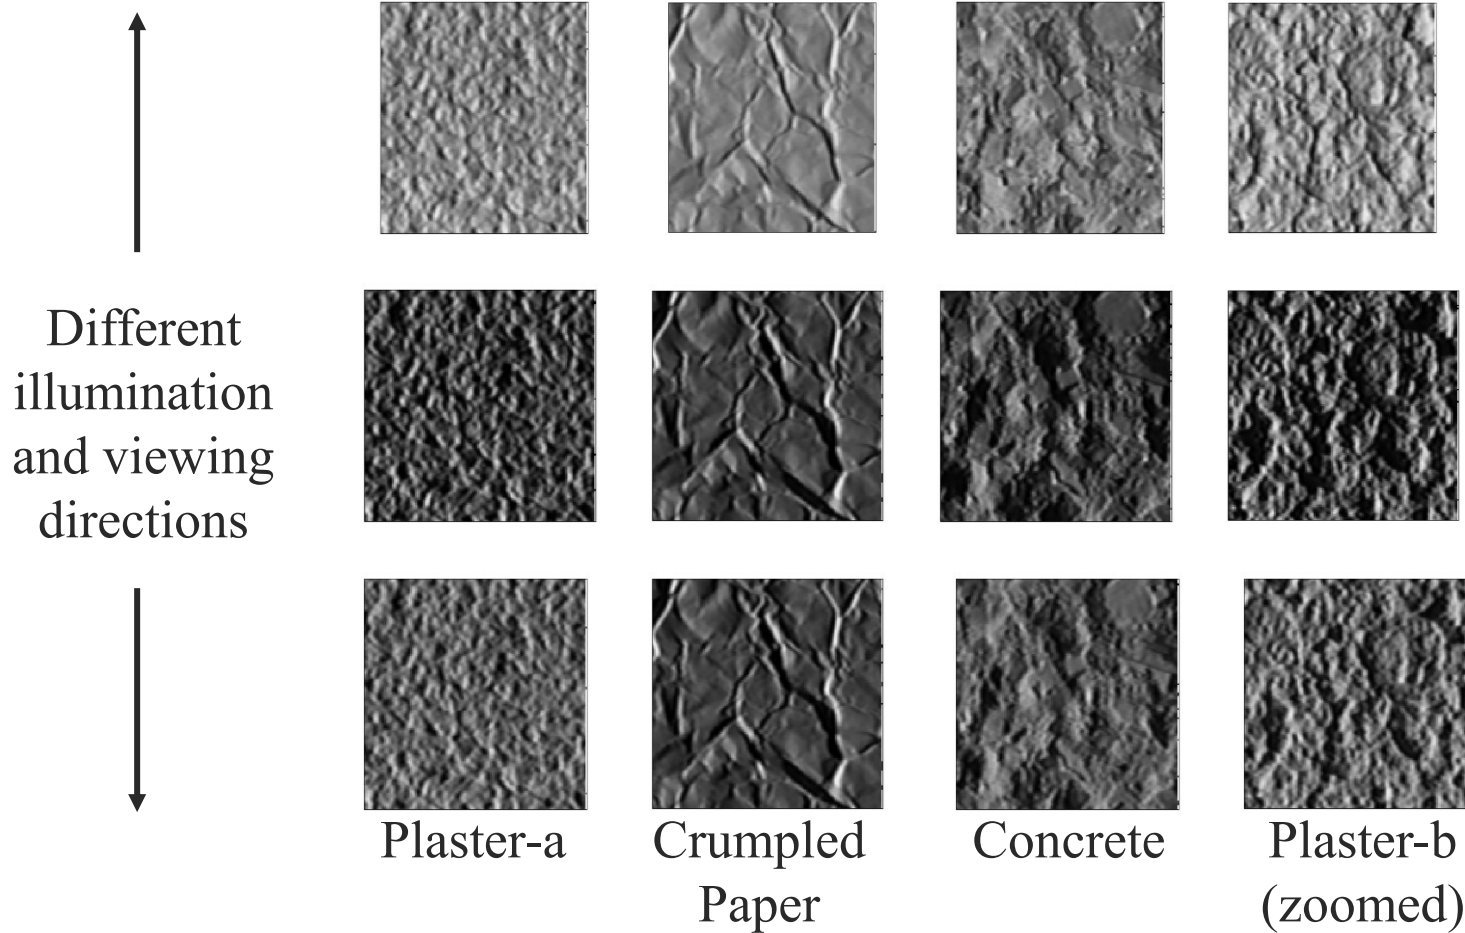 Different
illumination
and viewing
directions
Plaster-a
Crumpled
Paper
Concrete
Plaster-b
(zoomed)